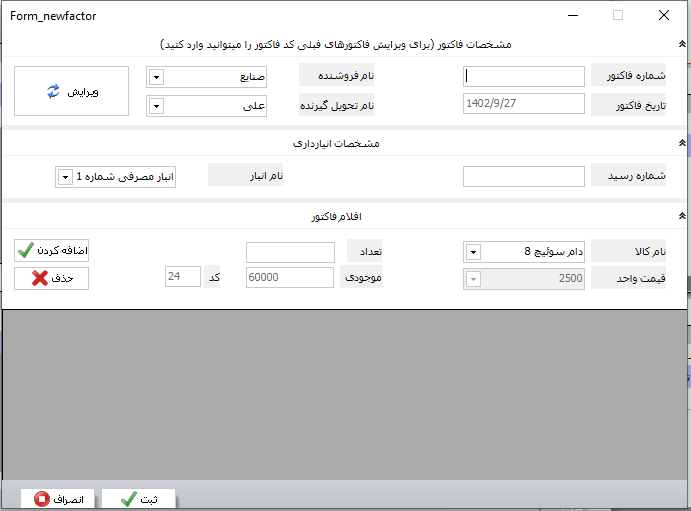 Form_newfactor
مشخصات فاکتور (برای ویرایش فاکتورهای قبلی کد فاکتور را میتوانید وارد کنید)
شماره فاکتور
نام فروشنده صنایع
ویرایش
تاریخ فاکتور 1402/9/27
نام تحویل گیرنده علی
مشخصات انبارداری
شماره رسید
نام انبار انبار مصرفی شماره 1
اقلام فاکتور
نام کالا دام سوئیچ 8
تعداد
اضافه کردن
قیمت واحد 2500
موجودی 60000
کد 24
حذف
ثبت
انصراف